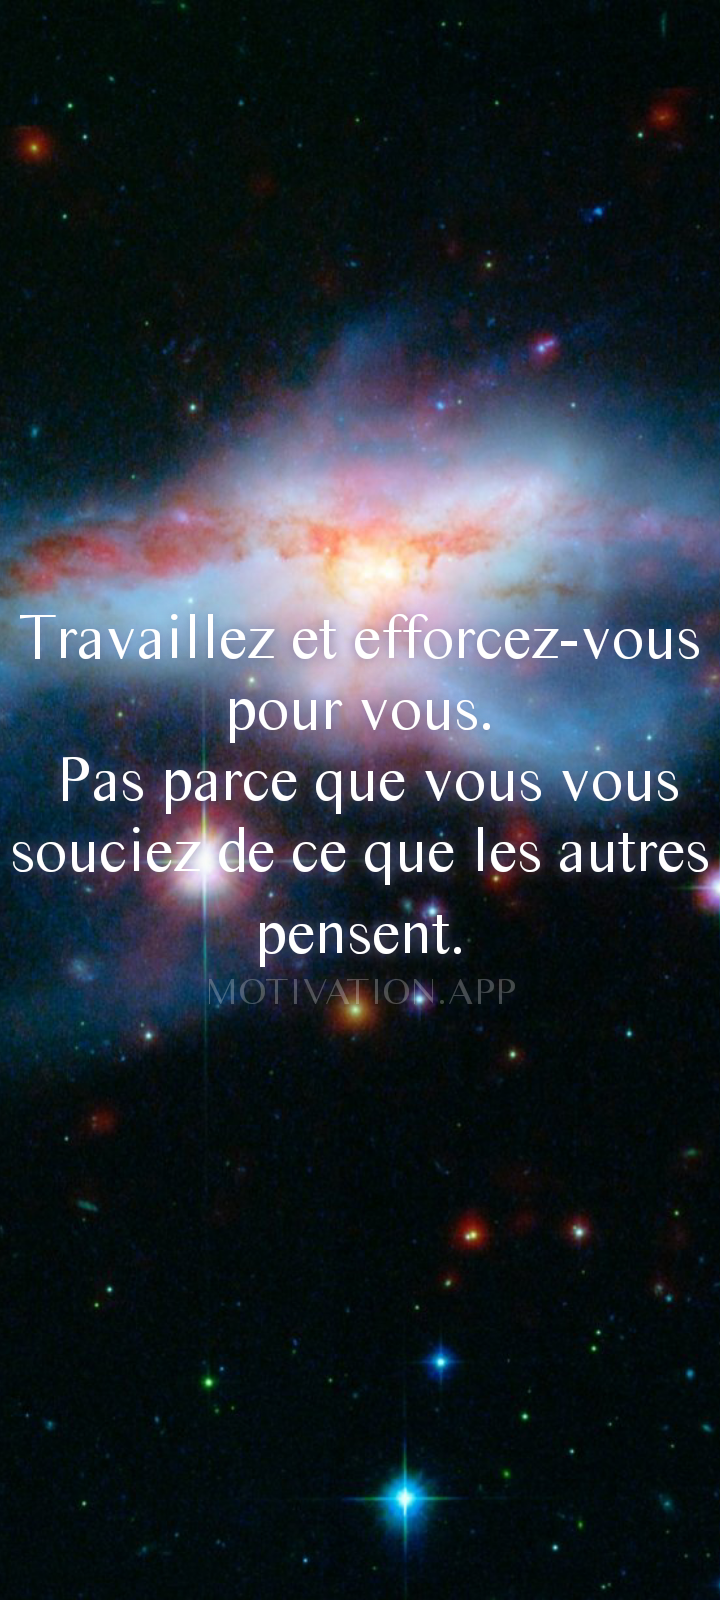 Travaillez et efforcez-vous
pour vous.
Pas parce que vous vous
souciez de ce que les autres
pensent.
MOTIVATION.APP